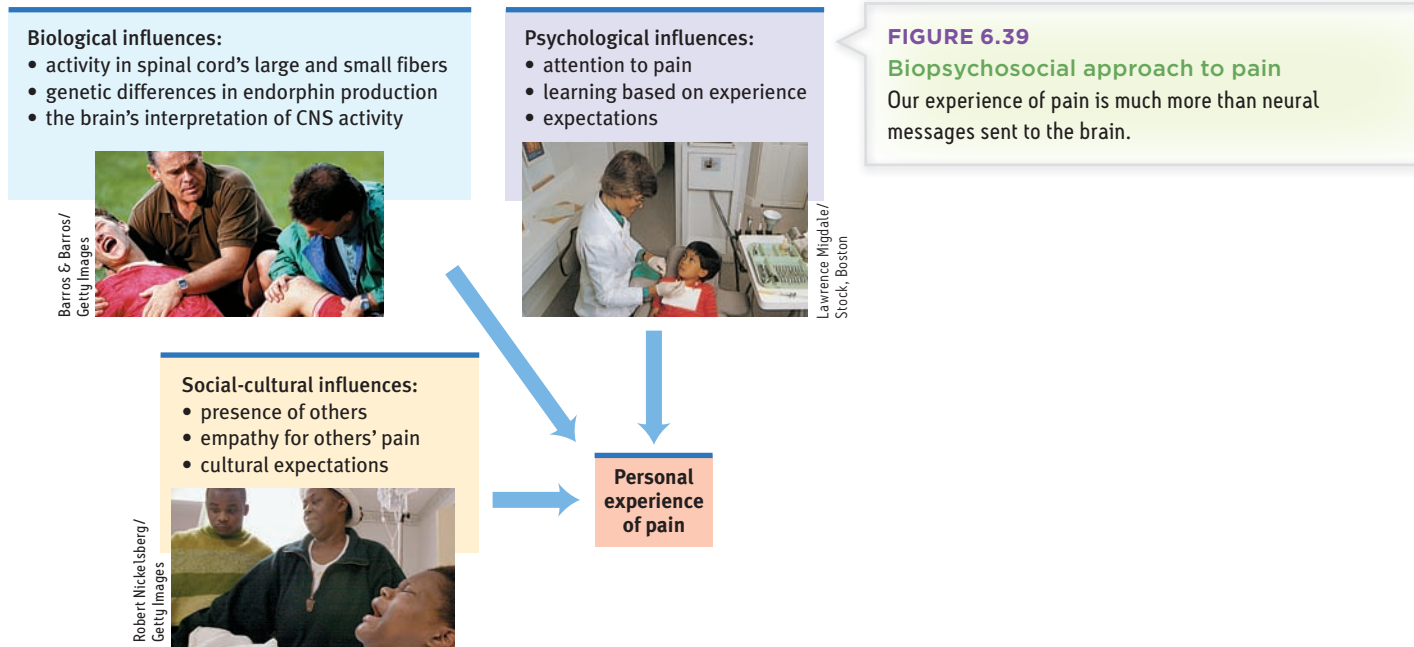 Biological influences:
• activity in spinal cord's large and small fibers
• genetic differences in endorphin production
• the brain's interpretation of CNS activity
Barros & Barros/
Getty Images
Psychological influences:
• attention to pain
• learning based on experience
• expectations
Lawrence Migdale/
Stock, Boston
FIGURE 6.39
Biopsychosocial approach to pain
Our experience of pain is much more than neural
messages sent to the brain.
Social-cultural influences:
• presence of others
• empathy for others' pain
• cultural expectations
Robert Nickelsberg/
Getty Images
Personal
experience
of pain